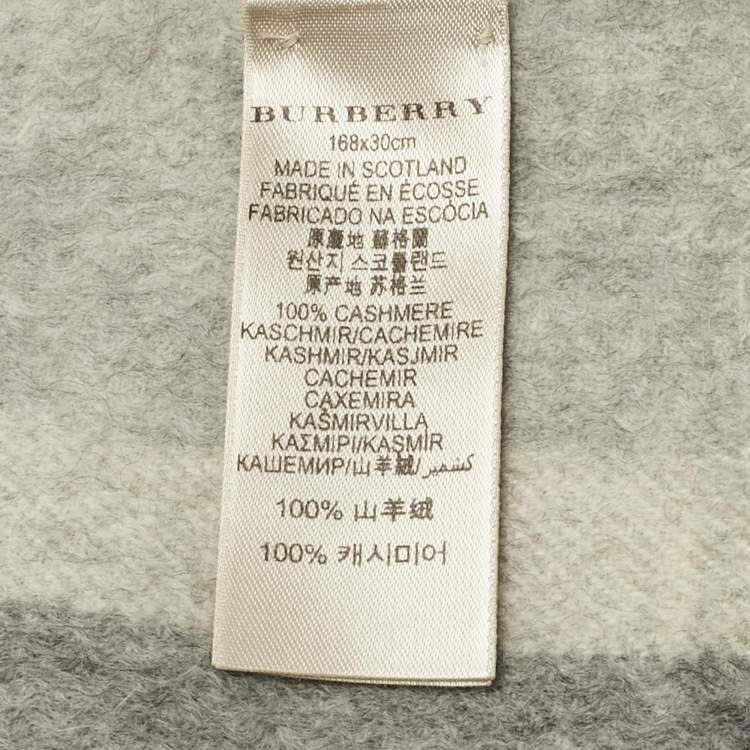 BURBERRY
168x30cm
MADE IN SCOTLAND
FABRIQUÉ EN ÉCOSSE
FABRICADO NA ESCÓCIA
原產地 蘇格蘭
원산지 스코틀랜드
原产地 苏格兰
100% CASHMERE
KASCHMIR/CACHEMIRE
KASHMIR/KASJMIR
CACHEMIR
CAXEMIRA
KAŠMIRVILLA
ΚΑΣΜΙΡΙ/KAŞMİR
КАШЕМИР/山羊絨/كشمير
100% 山羊绒
100% 캐시미어